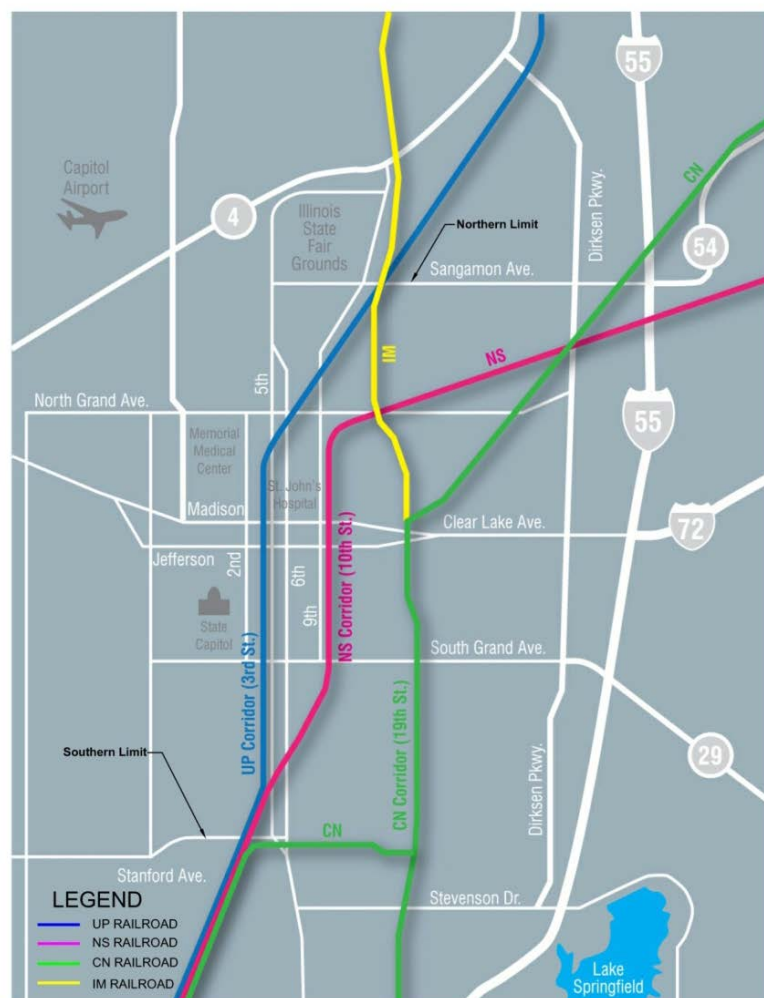 55
CN
Capitol
Airport
4
Illinois
State
Fair
Grounds
Northern Limit
Dirksen Pkwy.
54
Sangamon Ave.
IM
NS
5th
North Grand Ave.
Memorial
Medical
Center
55
St. John's
Hospital
Madison
Clear Lake Ave.
72
Jefferson
2nd
6th
9th
NS Corridor (10th St.)
State
Capitol
South Grand Ave.
UP Corridor (3rd St.)
CN Corridor (19th St.)
Southern Limit
29
Dirksen Pkwy.
CN
Stanford Ave.
Stevenson Dr.
LEGEND
UP RAILROAD
NS RAILROAD
CN RAILROAD
IM RAILROAD
Lake
Springfield